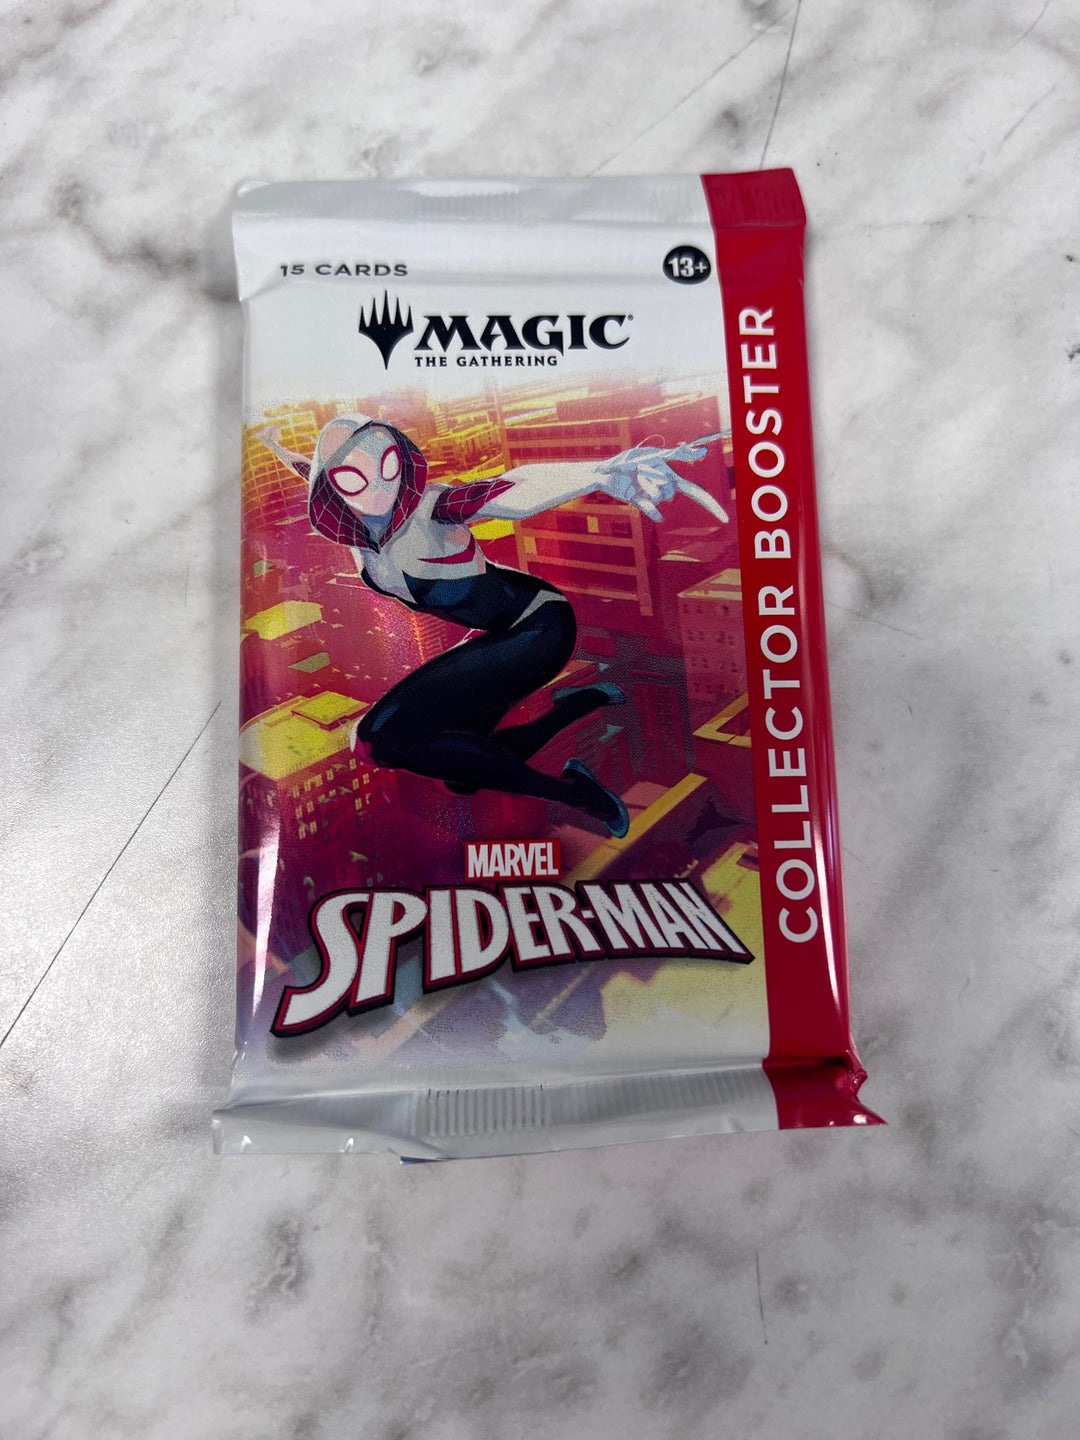 15 CARDS
13+
MAGIC®
THE GATHERING
COLLECTOR BOOSTER
MARVEL
SPIDER-MAN